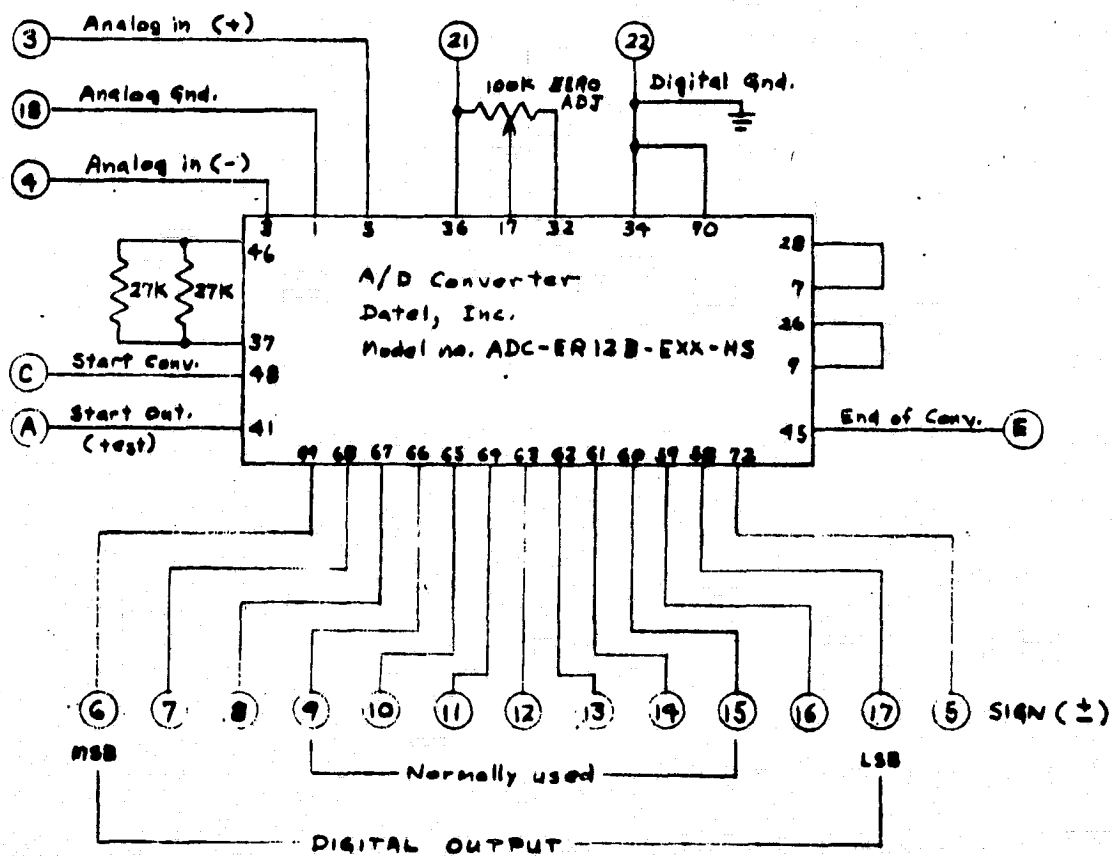 3 Analog in (+)
21
22
100K ZERO
ADJ
Digital Gnd.
18 Analog Gnd.
4 Analog in (-)
3 1 5 36 17 32 34 70
46
28
27K 27K
A/D Converter
7
Datel, Inc.
26
37
Model no. ADC-ER12B-EXX-HS
9
C Start Conv.
48
A Start Out.
(test)
41
45
End of Conv. E
69 68 67 66 65 64 63 62 61 60 59 58 72
6 7 8 9 10 11 12 13 14 15 16 17 5 SIGN (±)
MSB
LSB
Normally used
DIGITAL OUTPUT